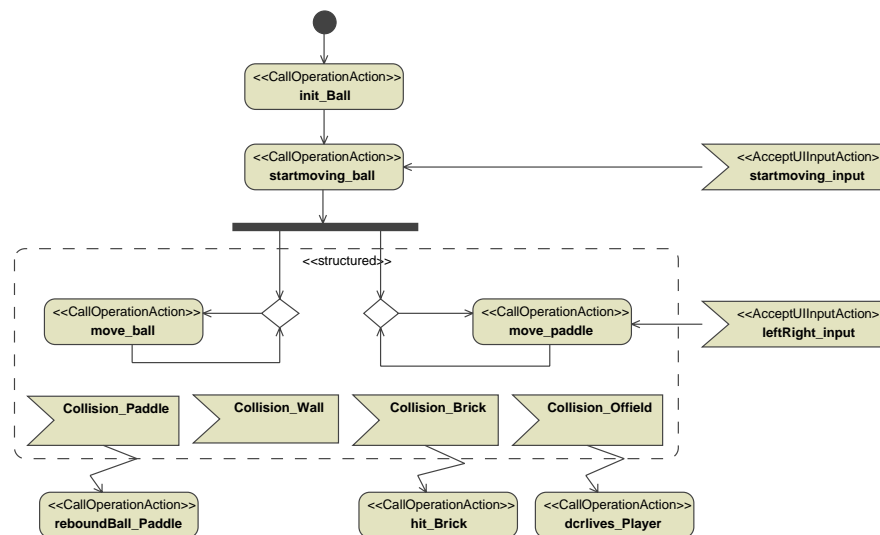 <<CallOperationAction>>
init_Ball
<<CallOperationAction>>
startmoving_ball
<<AcceptUIInputAction>>
startmoving_input
<<structured>>
<<CallOperationAction>>
move_ball
<<CallOperationAction>>
move_paddle
<<AcceptUIInputAction>>
leftRight_input
Collision_Paddle
Collision_Wall
Collision_Brick
Collision_Offield
<<CallOperationAction>>
reboundBall_Paddle
<<CallOperationAction>>
hit_Brick
<<CallOperationAction>>
dcrlives_Player